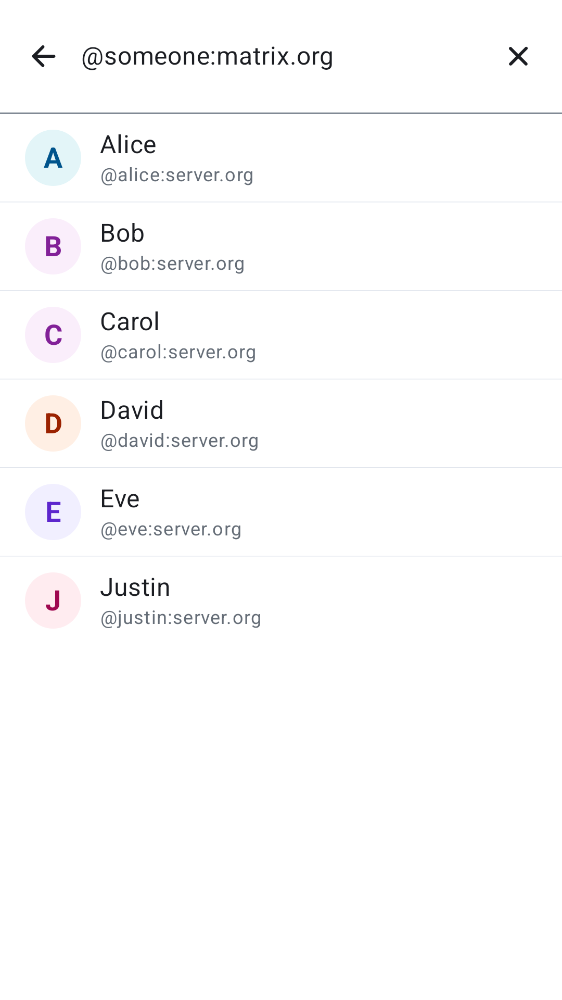 @someone:matrix.org
A
Alice
@alice:server.org
B
Bob
@bob:server.org
C
Carol
@carol:server.org
D
David
@david:server.org
E
Eve
@eve:server.org
J
Justin
@justin:server.org